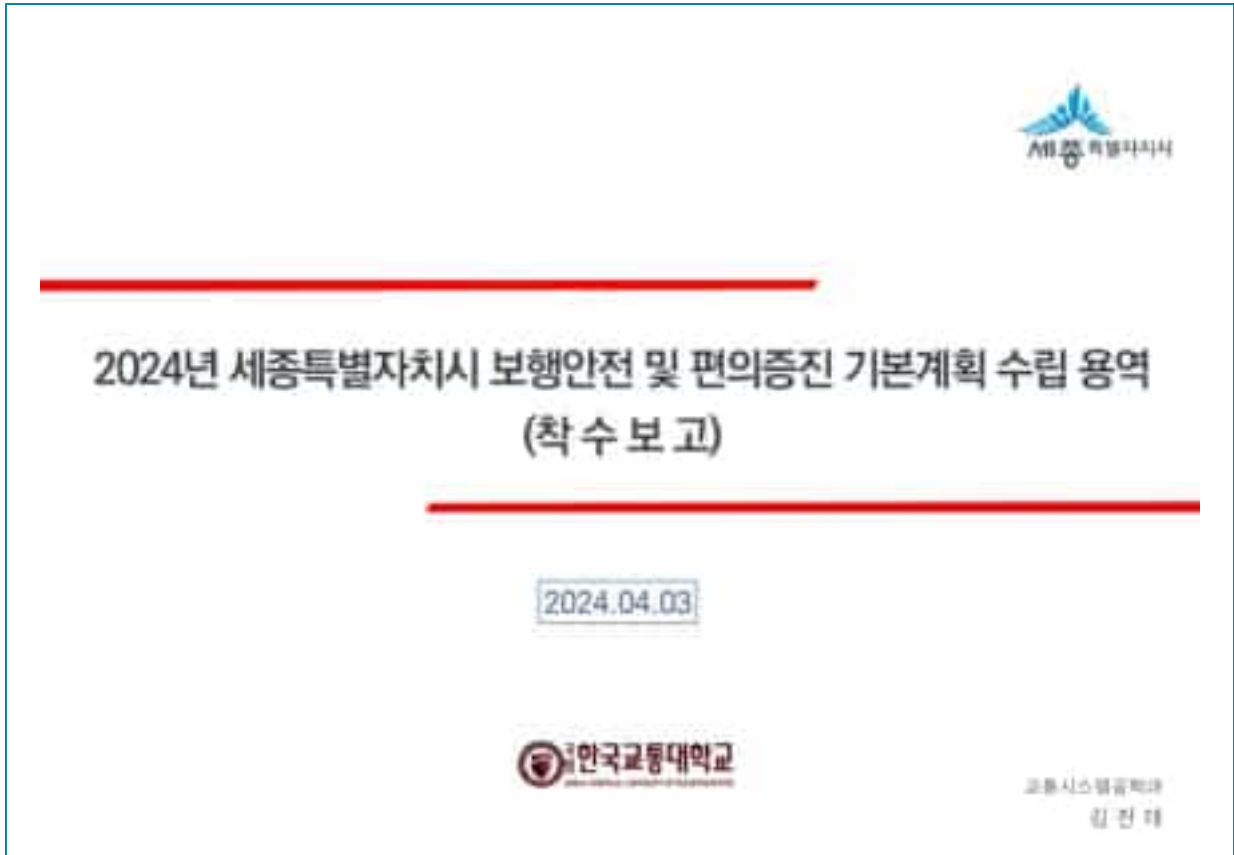 세종특별자치시
2024년 세종특별자치시 보행안전 및 편의증진 기본계획 수립 용역
(착 수 보 고)
2024.04.03
한국교통대학교
교통시스템공학과